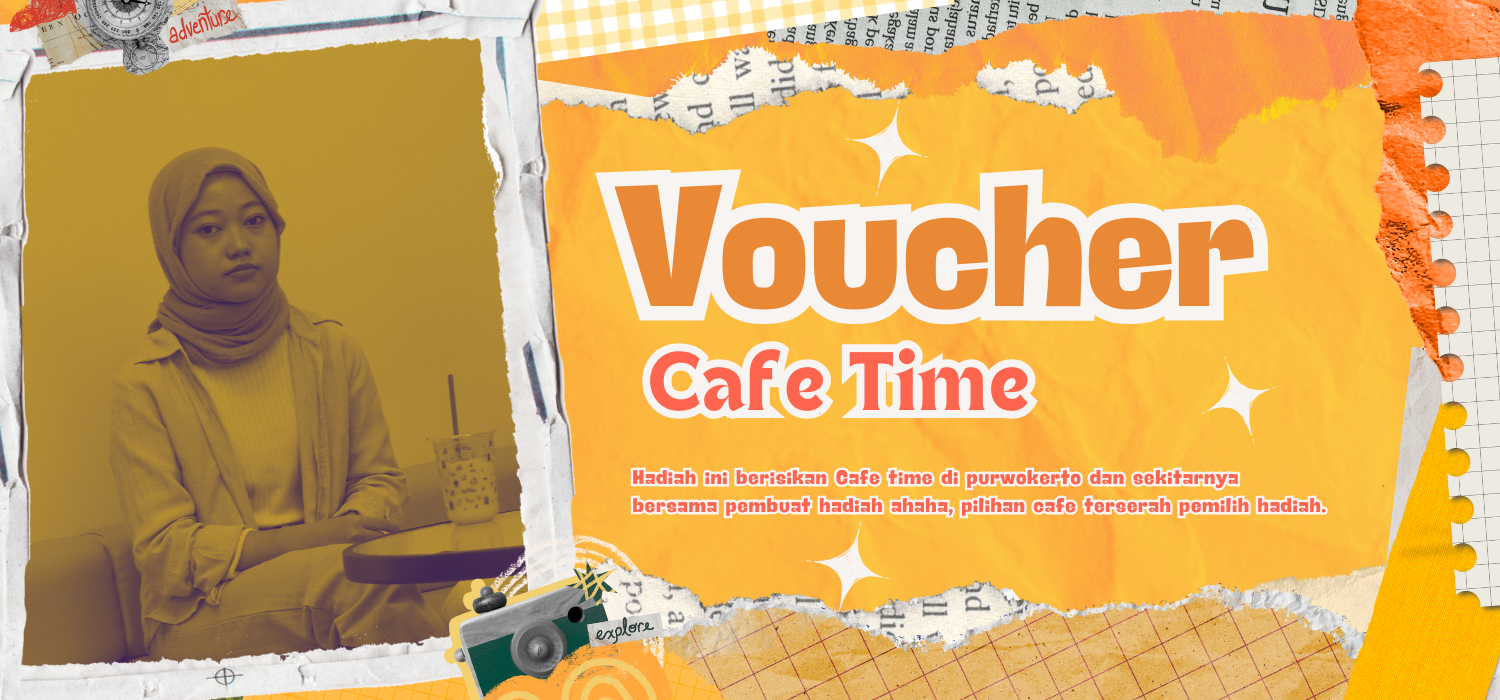 adventure
Voucher
Cafe Time
Hadiah ini berisikan Cafe time di purwokerto dan sekitarnya
bersama pembuat hadiah ahaha, pilihan cafe terserah pemilih hadiah.
explore